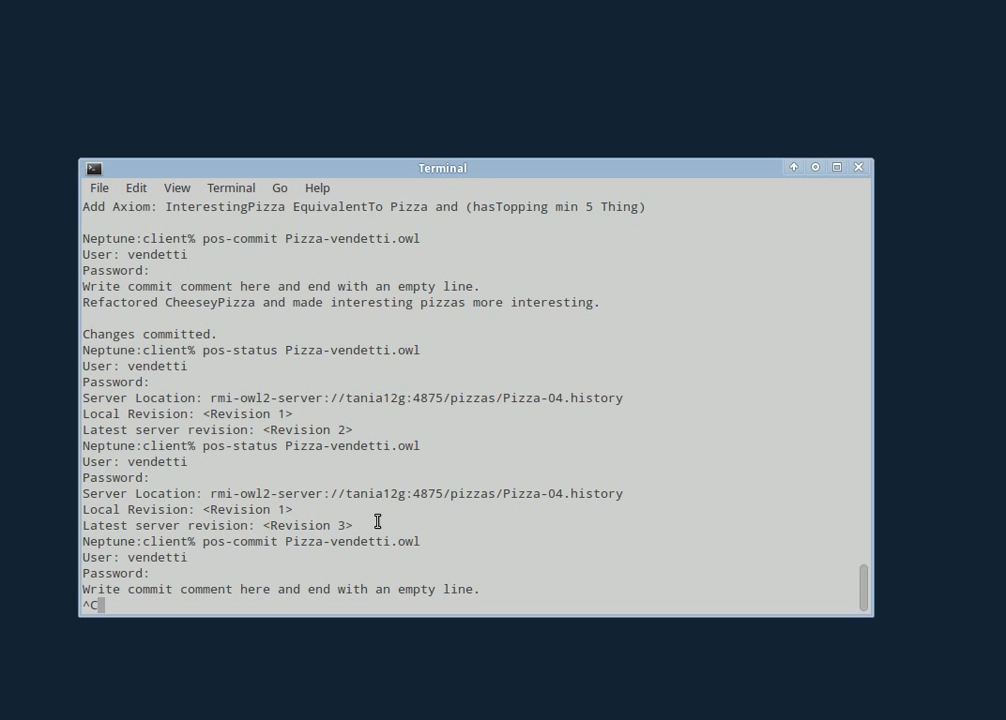 Terminal
File Edit View Terminal Go Help
Add Axiom: InterestingPizza EquivalentTo Pizza and (hasTopping min 5 Thing)
Neptune:client% pos-commit Pizza-vendetti.owl
User: vendetti
Password:
Write commit comment here and end with an empty line.
Refactored CheeseyPizza and made interesting pizzas more interesting.
Changes committed.
Neptune:client% pos-status Pizza-vendetti.owl
User: vendetti
Password:
Server Location: rmi-owl2-server://tania12g:4875/pizzas/Pizza-04.history
Local Revision: <Revision 1>
Latest server revision: <Revision 2>
Neptune:client% pos-status Pizza-vendetti.owl
User: vendetti
Password:
Server Location: rmi-owl2-server://tania12g:4875/pizzas/Pizza-04.history
Local Revision: <Revision 1>
Latest server revision: <Revision 3>
Neptune:client% pos-commit Pizza-vendetti.owl
User: vendetti
Password:
Write commit comment here and end with an empty line.
^C